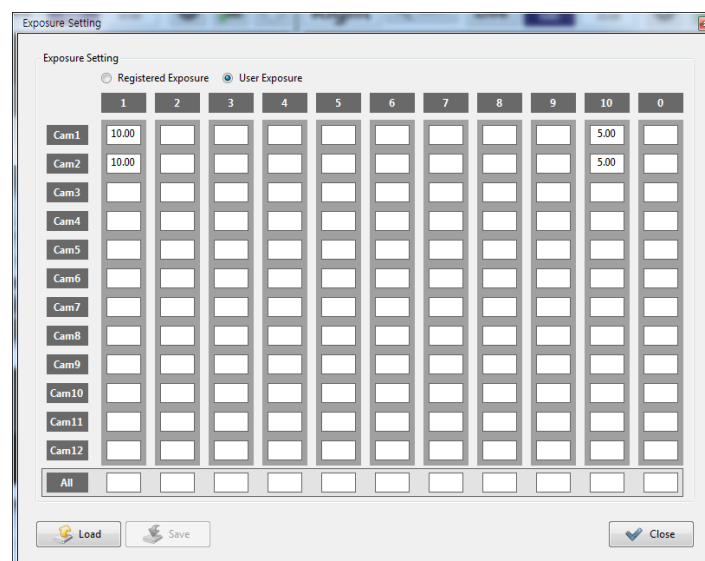 Exposure Setting
Exposure Setting
Registered Exposure User Exposure
1 2 3 4 5 6 7 8 9 10 0
Cam1 10.00 5.00
Cam2 10.00 5.00
Cam3
Cam4
Cam5
Cam6
Cam7
Cam8
Cam9
Cam10
Cam11
Cam12
All
Load Save Close